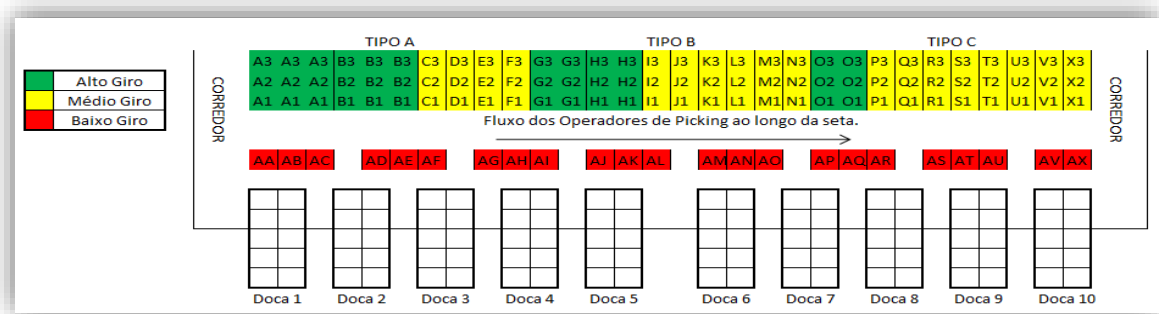 TIPO A TIPO B TIPO C
A3 A3 A3 B3 B3 B3 C3 D3 E3 F3 G3 G3 H3 H3 I3 J3 K3 L3 M3 N3 O3 O3 P3 Q3 R3 S3 T3 U3 V3 X3
Alto Giro A2 A2 A2 B2 B2 B2 C2 D2 E2 F2 G2 G2 H2 H2 I2 J2 K2 L2 M2 N2 O2 O2 P2 Q2 R2 S2 T2 U2 V2 X2
Médio Giro A1 A1 A1 B1 B1 B1 C1 D1 E1 F1 G1 G1 H1 H1 I1 J1 K1 L1 M1 N1 O1 O1 P1 Q1 R1 S1 T1 U1 V1 X1
Baixo Giro Fluxo dos Operadores de Picking ao longo da seta.
CORREDOR
CORREDOR
AA AB AC AD AE AF AG AH AI AJ AK AL AM AN AO AP AQ AR AS AT AU AV AX
Doca 1 Doca 2 Doca 3 Doca 4 Doca 5 Doca 6 Doca 7 Doca 8 Doca 9 Doca 10